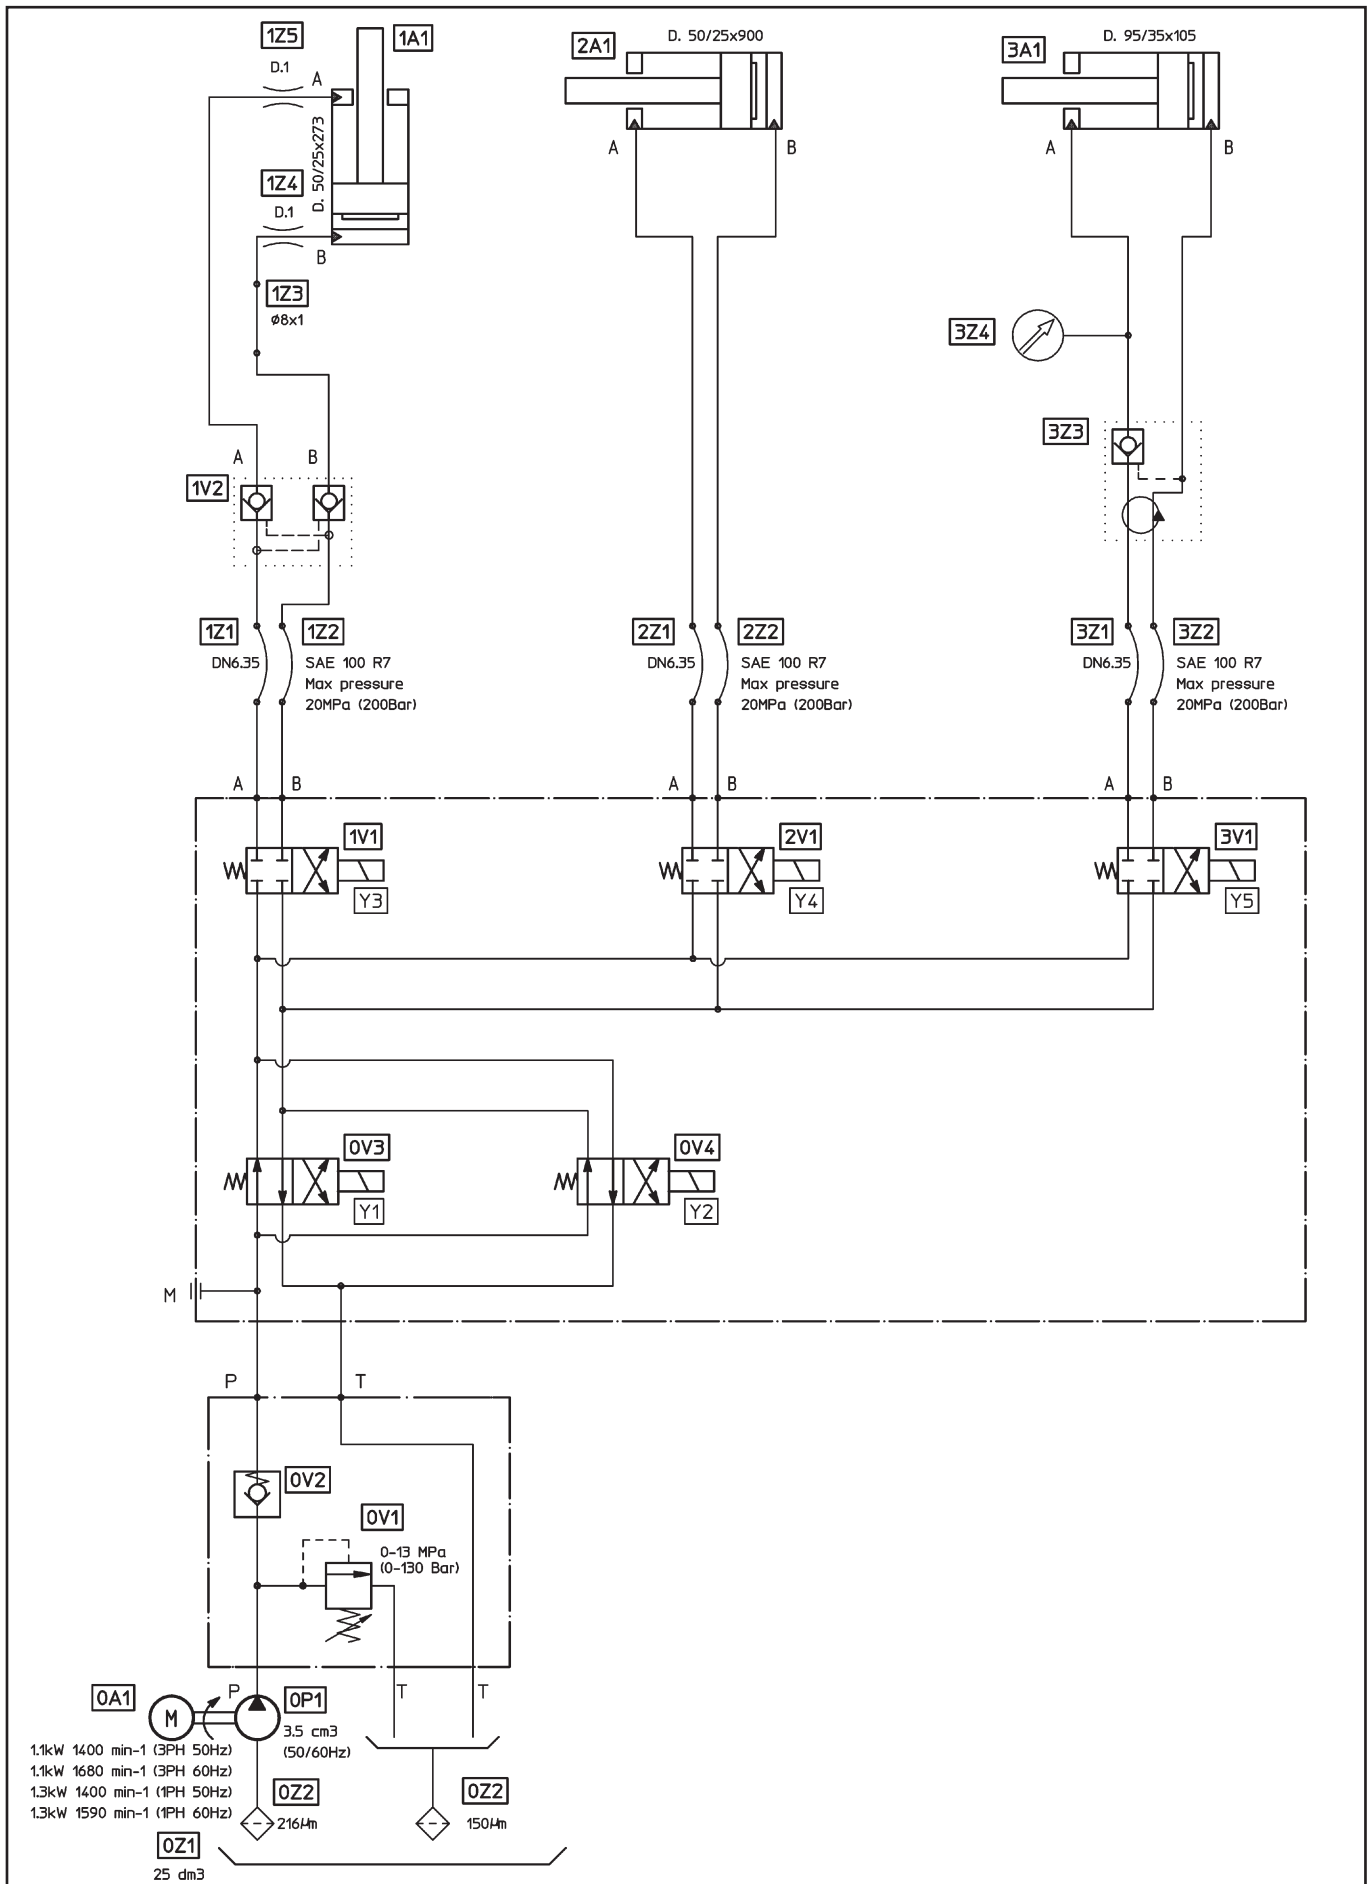 1Z5
D.1
A
1A1
D. 50/25x273
1Z4
D.1
B
1Z3
Ø8x1
2A1
D. 50/25x900
A
B
3A1
D. 95/35x105
A
B
3Z4
3Z3
A
B
1V2
1Z1
DN6.35
1Z2
SAE 100 R7
Max pressure
20MPa (200Bar)
2Z1
DN6.35
2Z2
SAE 100 R7
Max pressure
20MPa (200Bar)
3Z1
DN6.35
3Z2
SAE 100 R7
Max pressure
20MPa (200Bar)
A
B
A
B
A
B
1V1
Y3
2V1
Y4
3V1
Y5
0V3
Y1
0V4
Y2
M
P
T
0V2
0V1
0-13 MPa
(0-130 Bar)
0A1
M
P
0P1
3.5 cm3
(50/60Hz)
T
T
1.1kW 1400 min-1 (3PH 50Hz)
1.1kW 1680 min-1 (3PH 60Hz)
1.3kW 1400 min-1 (1PH 50Hz)
1.3kW 1590 min-1 (1PH 60Hz)
0Z2
216µm
0Z2
150µm
0Z1
25 dm3